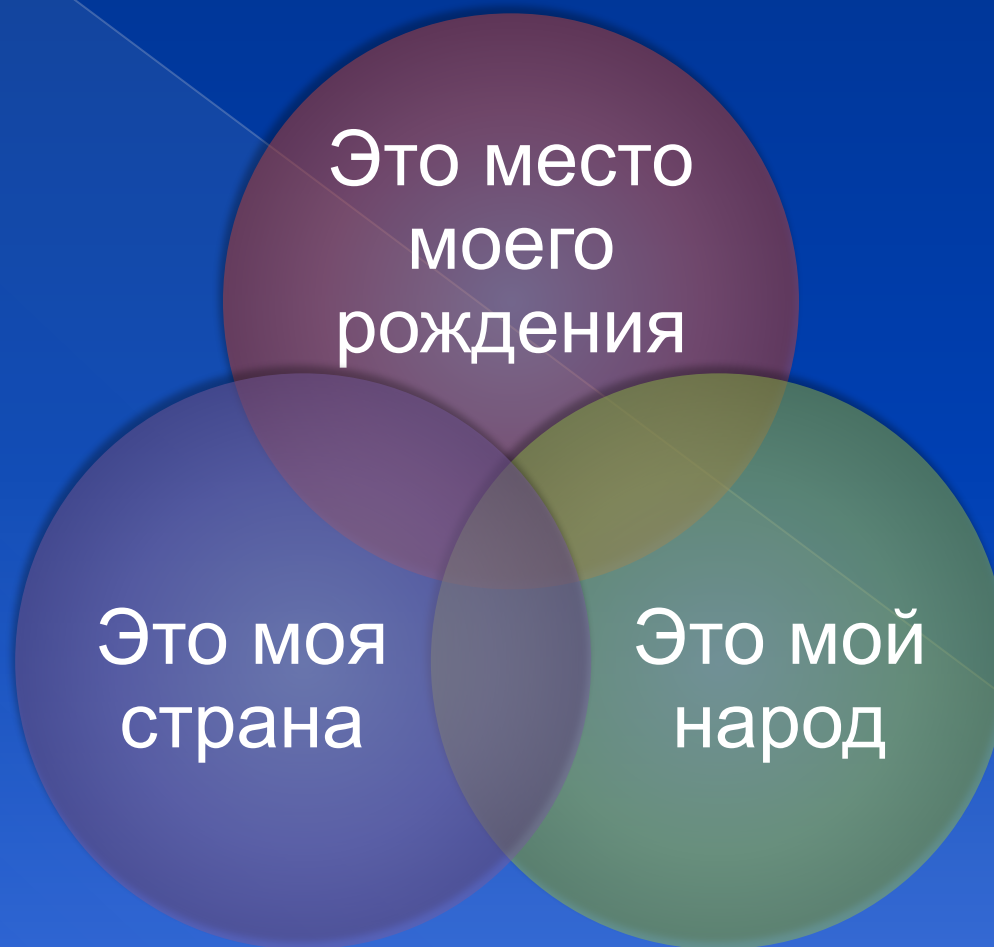 Это место
моего
рождения
Это моя
страна
Это мой
народ